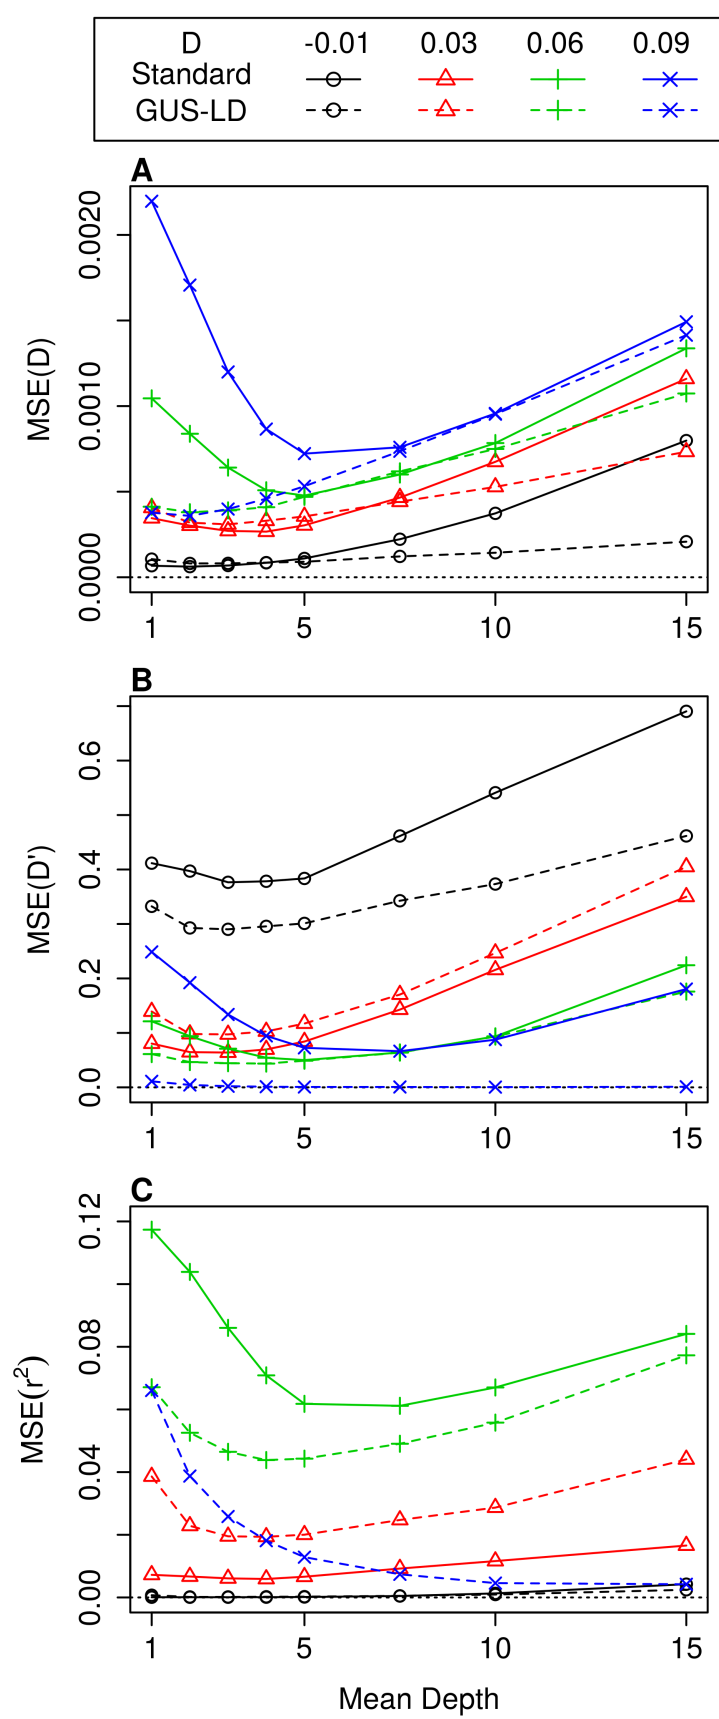 D -0.01 0.03 0.06 0.09
Standard
GUS-LD
A
MSE(D)
0.0000 0.0010 0.0020
1 5 10 15
B
MSE(D')
0.0 0.2 0.4 0.6
1 5 10 15
C
MSE(r²)
0.00 0.04 0.08 0.12
1 5 10 15
Mean Depth